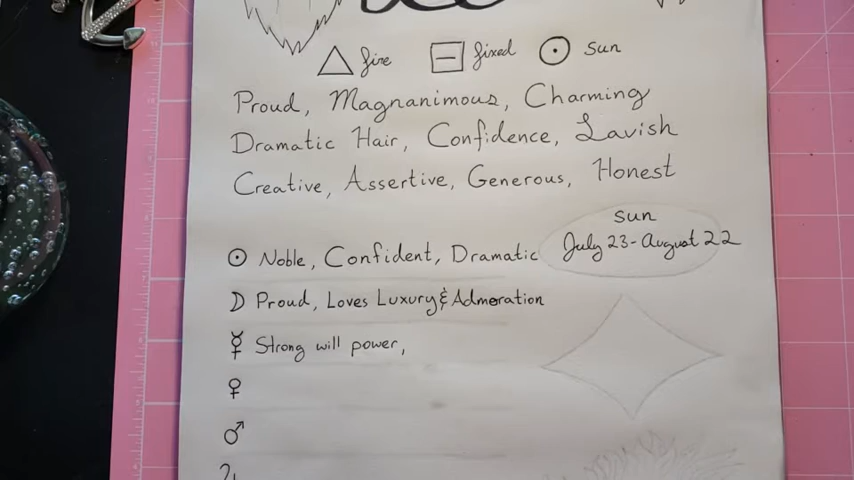 △ fire ⊟ fixed ☉ Sun
Proud, Magnanimous, Charming
Dramatic Hair, Confidence, Lavish
Creative, Assertive, Generous, Honest
Sun
July 23-August 22
☉ Noble, Confident, Dramatic
☽ Proud, Loves Luxury & Admoration
☿ Strong will power,
♀
♂
♃